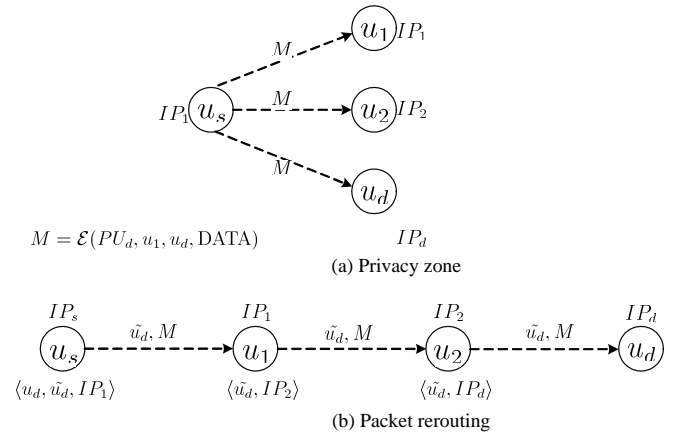 u_1 IP_1
M
IP_1 u_s M u_2 IP_2
M
u_d
M = ℰ(PU_d, u_1, u_d, DATA) IP_d
(a) Privacy zone
IP_s IP_1 IP_2 IP_d
u_s ũ_d, M u_1 ũ_d, M u_2 ũ_d, M u_d
⟨u_d, ũ_d, IP_1⟩ ⟨ũ_d, IP_2⟩ ⟨ũ_d, IP_d⟩
(b) Packet rerouting